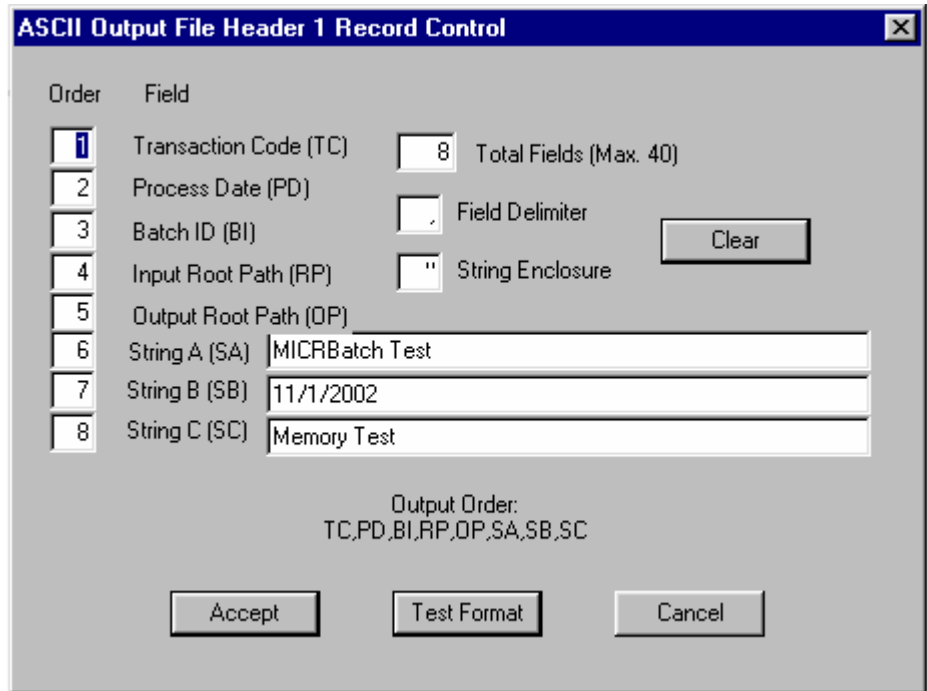 ASCII Output File Header 1 Record Control
Order Field
1 Transaction Code (TC) 8 Total Fields (Max. 40)
2 Process Date (PD)
3 Batch ID (BI) , Field Delimiter Clear
4 Input Root Path (RP) " String Enclosure
5 Output Root Path (OP)
6 String A (SA) MICRBatch Test
7 String B (SB) 11/1/2002
8 String C (SC) Memory Test
Output Order:
TC,PD,BI,RP,OP,SA,SB,SC
Accept Test Format Cancel